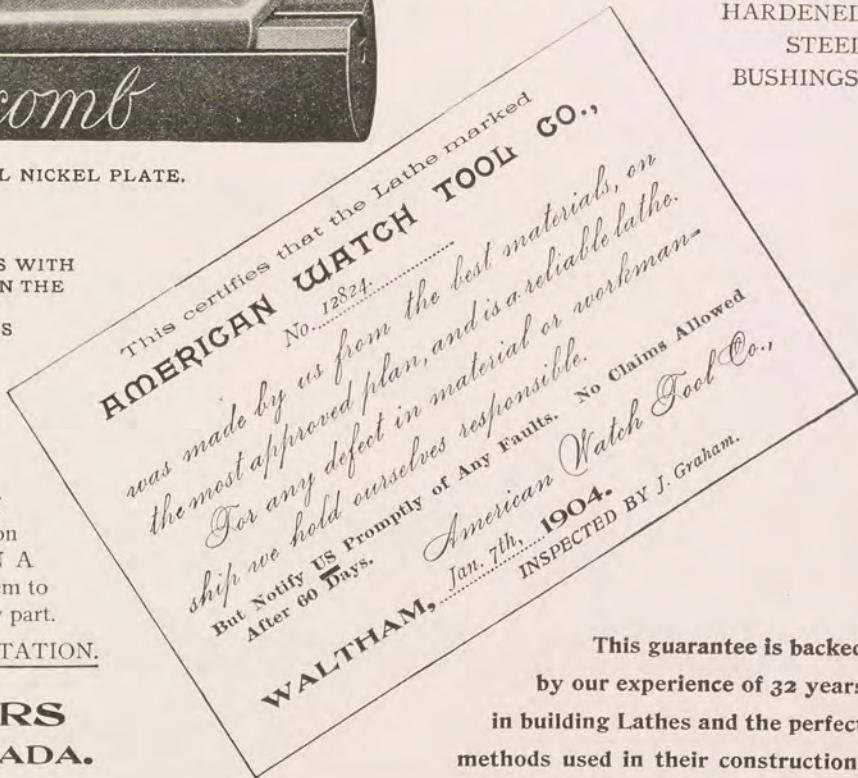 HARDENED
STEEL
BUSHINGS
comb
L NICKEL PLATE.
S WITH
N THE
S
on
N A
em to
part.
TATION.
RS
ADA.
This certifies that the Lathe marked
AMERICAN WATCH TOOL CO.,
No. 12824.
was made by us from the best materials, on
the most approved plan, and is a reliable lathe.
For any defect in material or workman-
ship we hold ourselves responsible.
But Notify US Promptly of Any Faults. No Claims Allowed
After 60 Days.
American Watch Tool Co.,
WALTHAM, Jan. 7th, 1904.
INSPECTED BY J. Graham.
This guarantee is backed
by our experience of 32 years
in building Lathes and the perfect
methods used in their construction